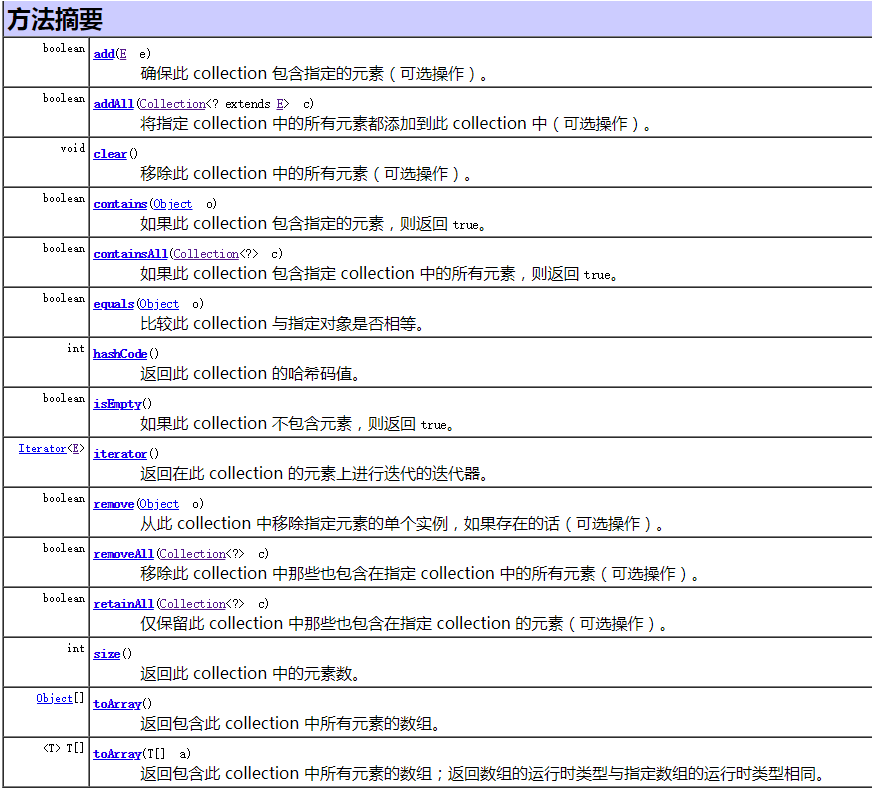 方法摘要
boolean add(E e)
确保此 collection 包含指定的元素（可选操作）。
boolean addAll(Collection<? extends E> c)
将指定 collection 中的所有元素都添加到此 collection 中（可选操作）。
void clear()
移除此 collection 中的所有元素（可选操作）。
boolean contains(Object o)
如果此 collection 包含指定的元素，则返回 true。
boolean containsAll(Collection<?> c)
如果此 collection 包含指定 collection 中的所有元素，则返回 true。
boolean equals(Object o)
比较此 collection 与指定对象是否相等。
int hashCode()
返回此 collection 的哈希码值。
boolean isEmpty()
如果此 collection 不包含元素，则返回 true。
Iterator<E> iterator()
返回在此 collection 的元素上进行迭代的迭代器。
boolean remove(Object o)
从此 collection 中移除指定元素的单个实例，如果存在的话（可选操作）。
boolean removeAll(Collection<?> c)
移除此 collection 中那些也包含在指定 collection 中的所有元素（可选操作）。
boolean retainAll(Collection<?> c)
仅保留此 collection 中那些也包含在指定 collection 的元素（可选操作）。
int size()
返回此 collection 中的元素数。
Object[] toArray()
返回包含此 collection 中所有元素的数组。
<T> T[] toArray(T[] a)
返回包含此 collection 中所有元素的数组；返回数组的运行时类型与指定数组的运行时类型相同。